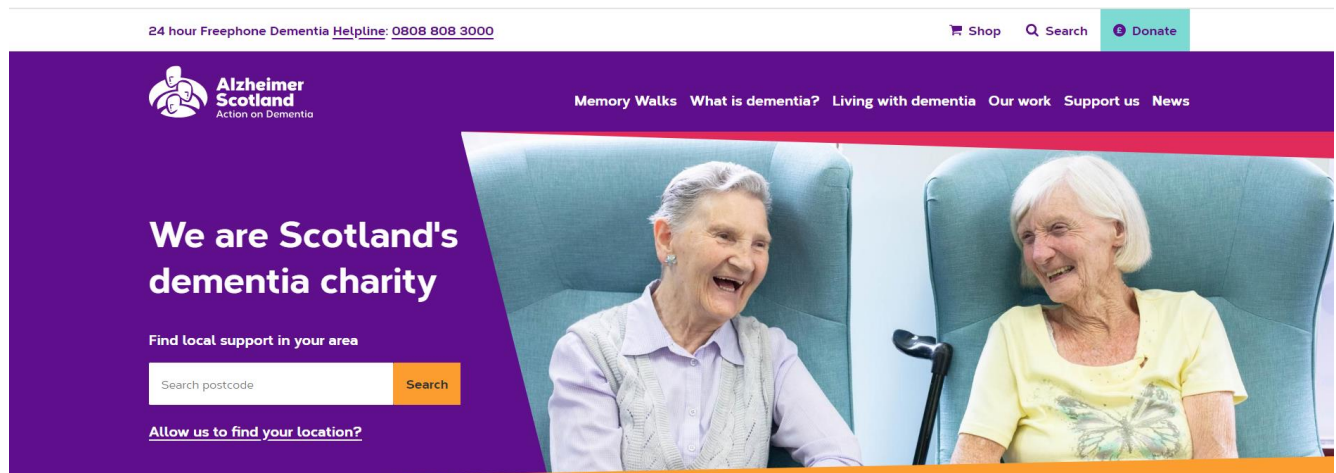 24 hour Freephone Dementia Helpline: 0808 808 3000
Shop
Search
Donate
Alzheimer
Scotland
Action on Dementia
Memory Walks What is dementia? Living with dementia Our work Support us News
We are Scotland's
dementia charity
Find local support in your area
Search postcode
Search
Allow us to find your location?